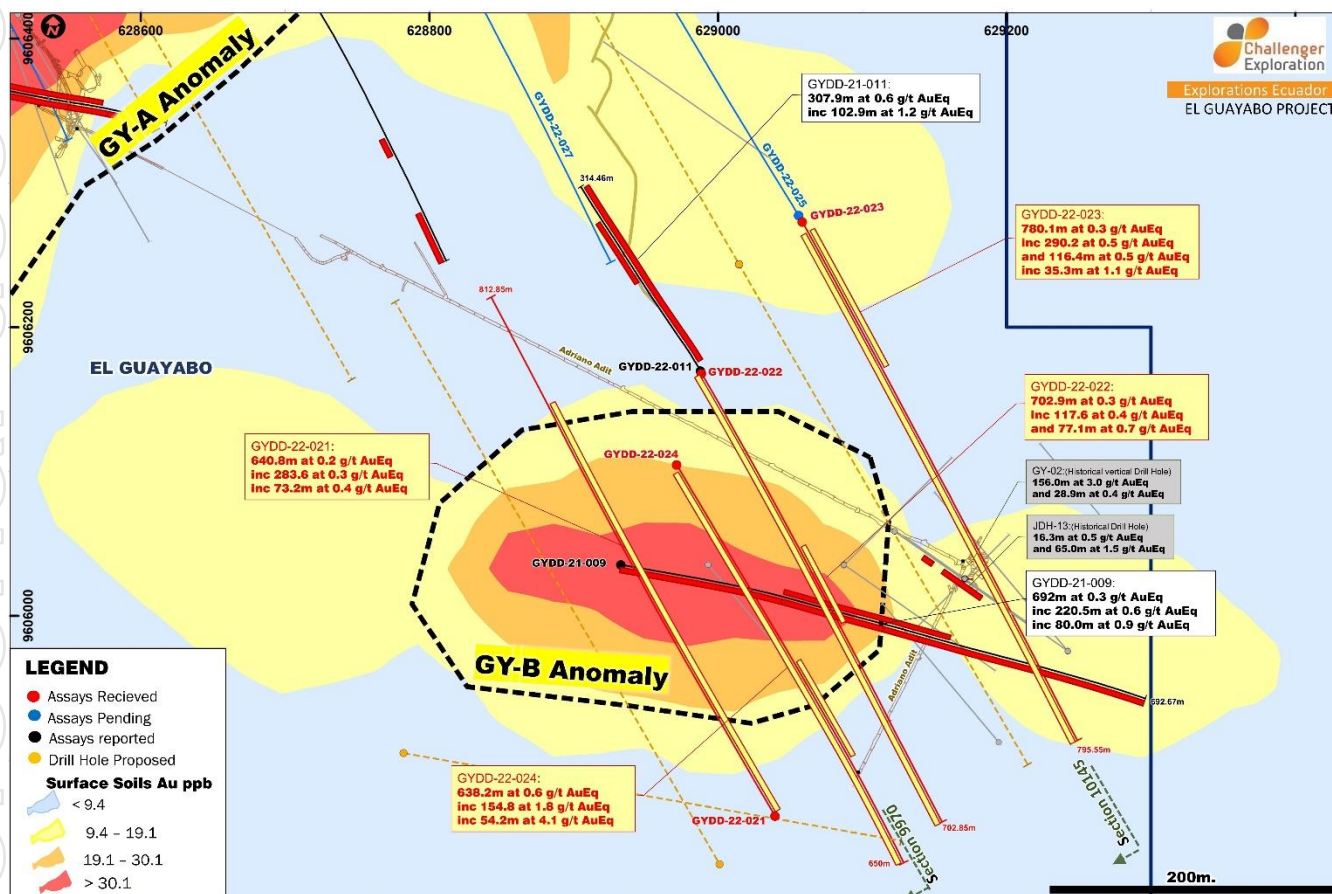 628600
628800
629000
629200
9606400
9606200
9606000
N
Challenger
Exploration
Explorations Ecuador
EL GUAYABO PROJECT
GY-A Anomaly
GYDD-22-027
GYDD-21-011:
307.9m at 0.6 g/t AuEq
inc 102.9m at 1.2 g/t AuEq
GYDD-22-025
314.46m
GYDD-22-023
GYDD-22-023:
780.1m at 0.3 g/t AuEq
Inc 290.2 at 0.5 g/t AuEq
and 116.4m at 0.5 g/t AuEq
inc 35.3m at 1.1 g/t AuEq
812.85m
Adriano Adit
EL GUAYABO
GYDD-22-011
GYDD-22-022
GYDD-22-022:
702.9m at 0.3 g/t AuEq
Inc 117.6 at 0.4 g/t AuEq
and 77.1m at 0.7 g/t AuEq
GYDD-22-021:
640.8m at 0.2 g/t AuEq
inc 283.6 at 0.3 g/t AuEq
Inc 73.2m at 0.4 g/t AuEq
GYDD-22-024
GY-02:(Historical vertical Drill Hole)
156.0m at 3.0 g/t AuEq
and 28.9m at 0.4 g/t AuEq
JDH-13:(Historical Drill Hole)
16.3m at 0.5 g/t AuEq
and 65.0m at 1.5 g/t AuEq
GYDD-21-009
GYDD-21-009:
692m at 0.3 g/t AuEq
inc 220.5m at 0.6 g/t AuEq
inc 80.0m at 0.9 g/t AuEq
GY-B Anomaly
Adriano Adit
692.67m
795.55m
LEGEND
Assays Recieved
Assays Pending
Assays reported
Drill Hole Proposed
Surface Soils Au ppb
< 9.4
9.4 – 19.1
19.1 – 30.1
> 30.1
GYDD-22-024:
638.2m at 0.6 g/t AuEq
inc 154.8 at 1.8 g/t AuEq
inc 54.2m at 4.1 g/t AuEq
GYDD-22-021
702.85m
650m
Section 9970
Section 10145
200m.